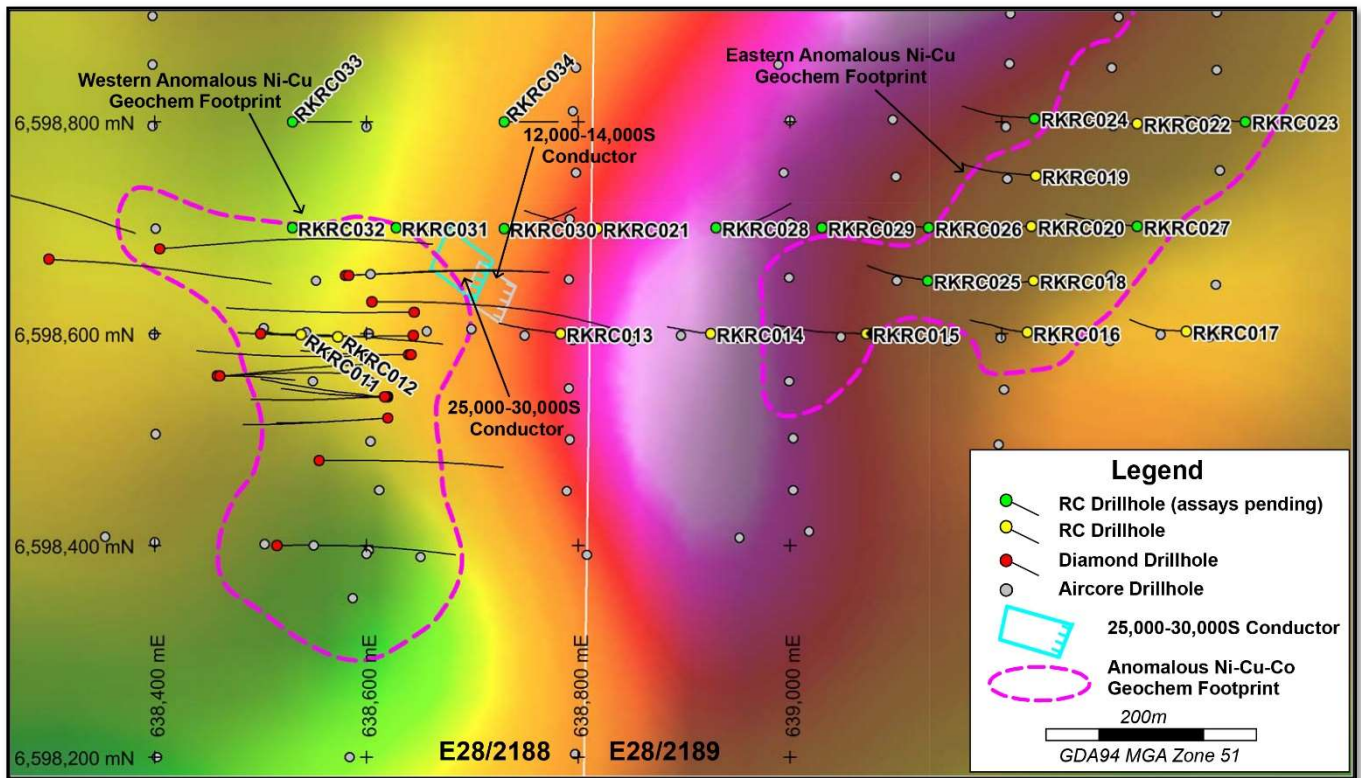 RKRC033
RKRC034
Western Anomalous Ni-Cu
Geochem Footprint
Eastern Anomalous Ni-Cu
Geochem Footprint
6,598,800 mN
12,000-14,000S
Conductor
RKRC024
RKRC022
RKRC023
RKRC019
RKRC032
RKRC031
RKRC030
RKRC021
RKRC028
RKRC029
RKRC026
RKRC020
RKRC027
RKRC025
RKRC018
6,598,600 mN
RKRC011
RKRC012
RKRC013
RKRC014
RKRC015
RKRC016
RKRC017
25,000-30,000S
Conductor
6,598,400 mN
6,598,200 mN
638,400 mE
638,600 mE
638,800 mE
639,000 mE
E28/2188
E28/2189
Legend
RC Drillhole (assays pending)
RC Drillhole
Diamond Drillhole
Aircore Drillhole
25,000-30,000S Conductor
Anomalous Ni-Cu-Co
Geochem Footprint
200m
GDA94 MGA Zone 51